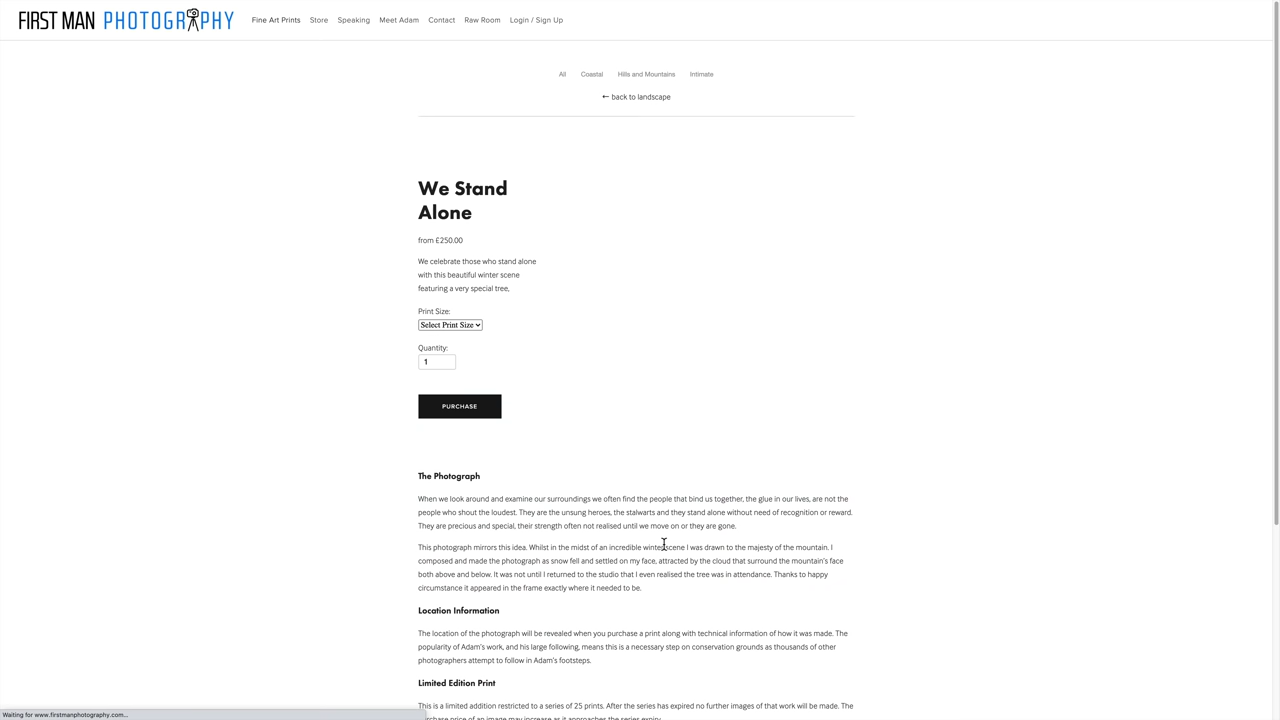 FIRST MAN PHOTOGRAPHY
Fine Art Prints Store Speaking Meet Adam Contact Raw Room Login / Sign Up
All Coastal Hills and Mountains Intimate
← back to landscape
We Stand
Alone
from £250.00
We celebrate those who stand alone
with this beautiful winter scene
featuring a very special tree,
Print Size:
Select Print Size
Quantity:
1
PURCHASE
The Photograph
When we look around and examine our surroundings we often find the people that bind us together, the glue in our lives, are not the
people who shout the loudest. They are the unsung heroes, the stalwarts and they stand alone without need of recognition or reward.
They are precious and special, their strength often not realised until we move on or they are gone.
This photograph mirrors this idea. Whilst in the midst of an incredible winter scene I was drawn to the majesty of the mountain. I
composed and made the photograph as snow fell and settled on my face, attracted by the cloud that surround the mountain's face
both above and below. It was not until I returned to the studio that I even realised the tree was in attendance. Thanks to happy
circumstance it appeared in the frame exactly where it needed to be.
Location Information
The location of the photograph will be revealed when you purchase a print along with technical information of how it was made. The
popularity of Adam's work, and his large following, means this is a necessary step on conservation grounds as thousands of other
photographers attempt to follow in Adam's footsteps.
Limited Edition Print
This is a limited addition restricted to a series of 25 prints. After the series has expired no further images of that work will be made. The
purchase price of an image may increase as it approaches the series expiry.
Waiting for www.firstmanphotography.com...